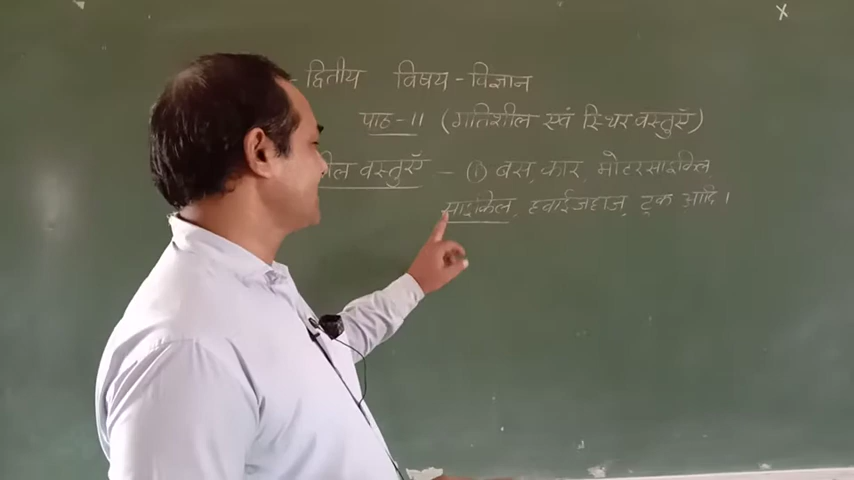 - द्वितीय विषय - विज्ञान
पाठ - 11 (गतिशील एवं स्थिर वस्तुएँ)
वस्तुएँ - (i) बस, कार, मोटरसाइकिल
साइकिल, हवाईजहाज, ट्रक आदि।
x